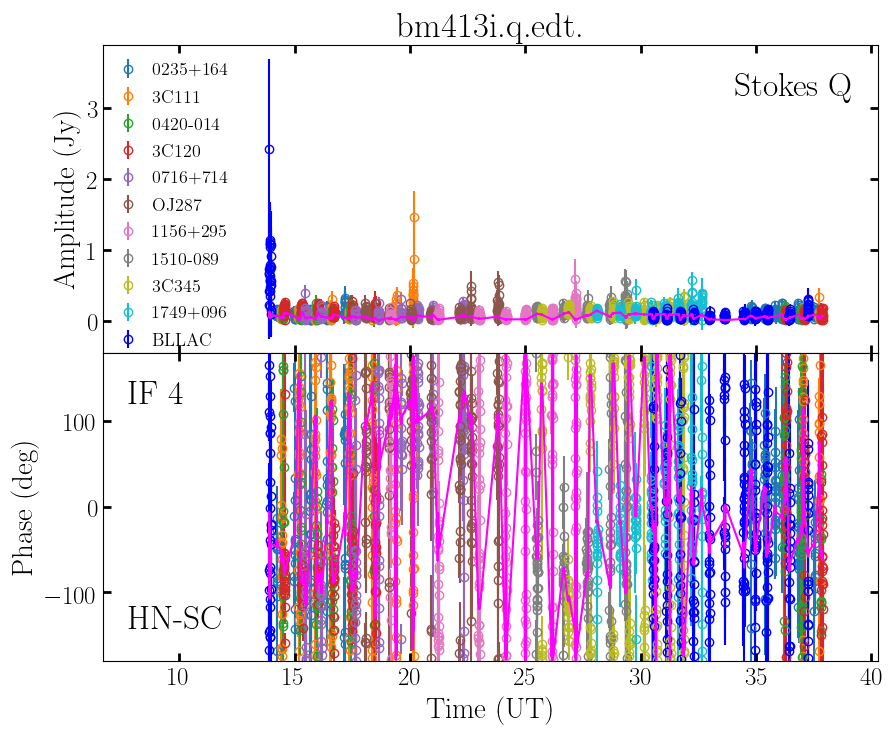 bm413i.q.edt.
Stokes Q
0235+164
3C111
0420-014
3C120
0716+714
OJ287
1156+295
1510-089
3C345
1749+096
BLLAC
Amplitude (Jy)
3
2
1
0
IF 4
HN-SC
Phase (deg)
100
0
−100
10 15 20 25 30 35 40
Time (UT)